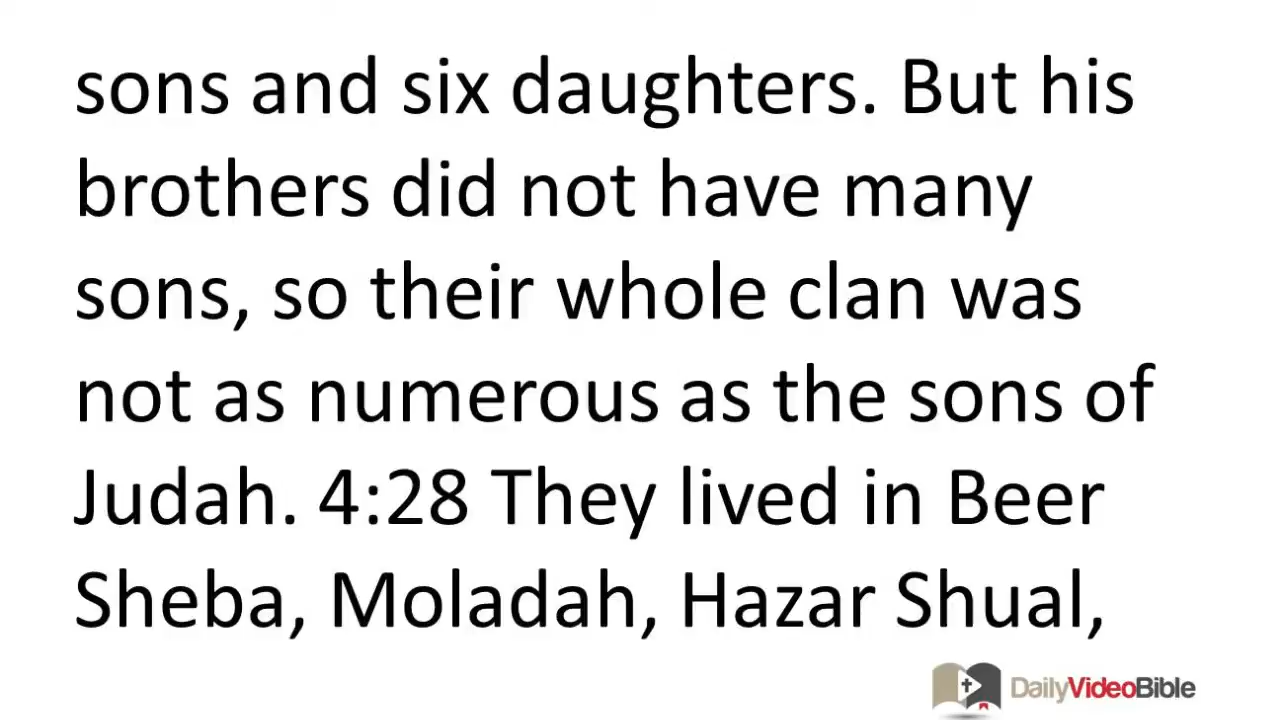 sons and six daughters. But his
brothers did not have many
sons, so their whole clan was
not as numerous as the sons of
Judah. 4:28 They lived in Beer
Sheba, Moladah, Hazar Shual,
DailyVideoBible